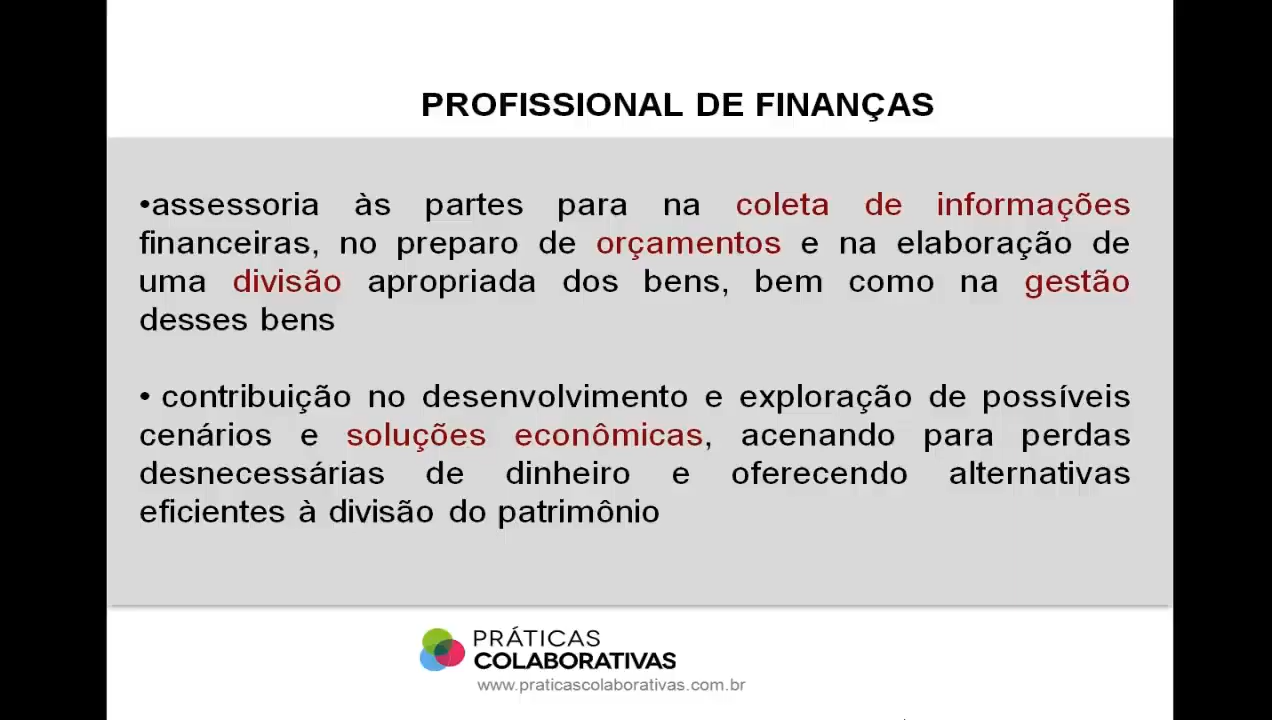 PROFISSIONAL DE FINANÇAS
•assessoria às partes para na coleta de informações
financeiras, no preparo de orçamentos e na elaboração de
uma divisão apropriada dos bens, bem como na gestão
desses bens
• contribuição no desenvolvimento e exploração de possíveis
cenários e soluções econômicas, acenando para perdas
desnecessárias de dinheiro e oferecendo alternativas
eficientes à divisão do patrimônio
PRÁTICAS
COLABORATIVAS
www.praticascolaborativas.com.br